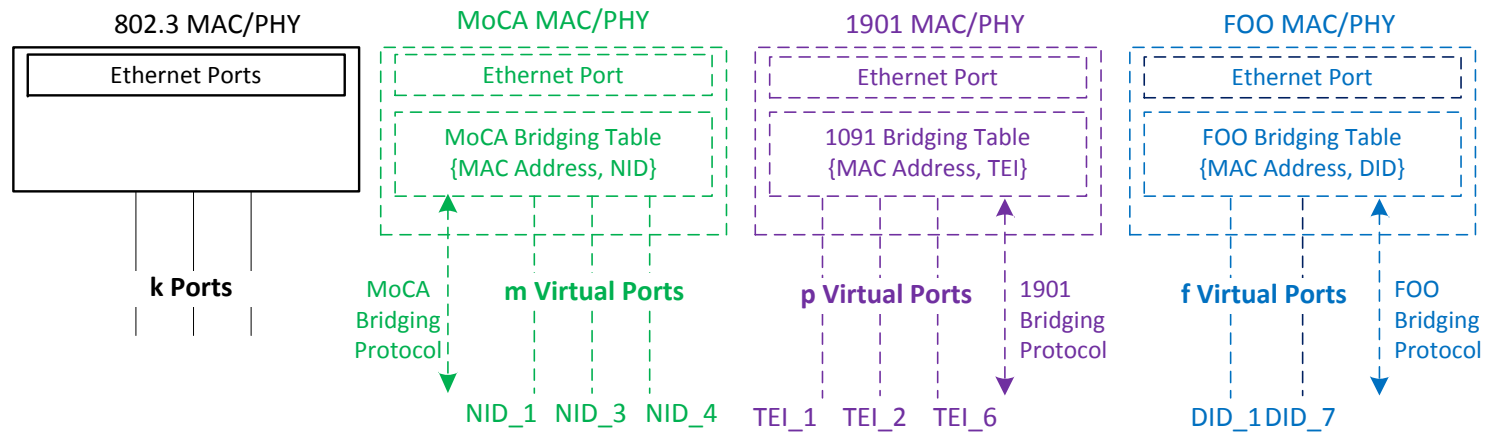 802.3 MAC/PHY
Ethernet Ports
k Ports
MoCA MAC/PHY
Ethernet Port
MoCA Bridging Table
{MAC Address, NID}
MoCA
Bridging
Protocol
m Virtual Ports
NID_1
NID_3
NID_4
1901 MAC/PHY
Ethernet Port
1091 Bridging Table
{MAC Address, TEI}
p Virtual Ports
1901
Bridging
Protocol
TEI_1
TEI_2
TEI_6
FOO MAC/PHY
Ethernet Port
FOO Bridging Table
{MAC Address, DID}
f Virtual Ports
FOO
Bridging
Protocol
DID_1
DID_7